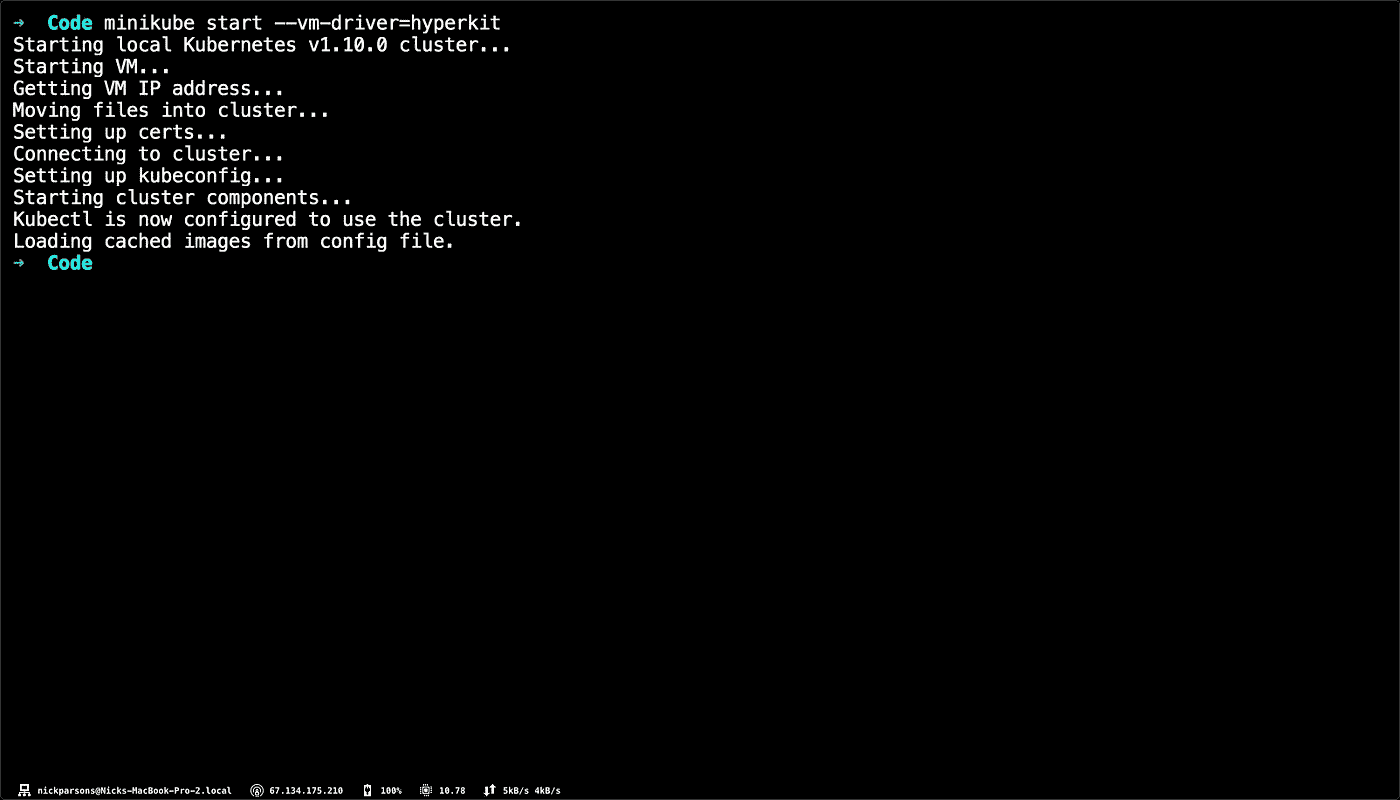 ➜ Code minikube start --vm-driver=hyperkit
Starting local Kubernetes v1.10.0 cluster...
Starting VM...
Getting VM IP address...
Moving files into cluster...
Setting up certs...
Connecting to cluster...
Setting up kubeconfig...
Starting cluster components...
Kubectl is now configured to use the cluster.
Loading cached images from config file.
➜ Code
nickparsons@Nicks-MacBook-Pro-2.local 67.134.175.210 100% 10.78 5kB/s 4kB/s